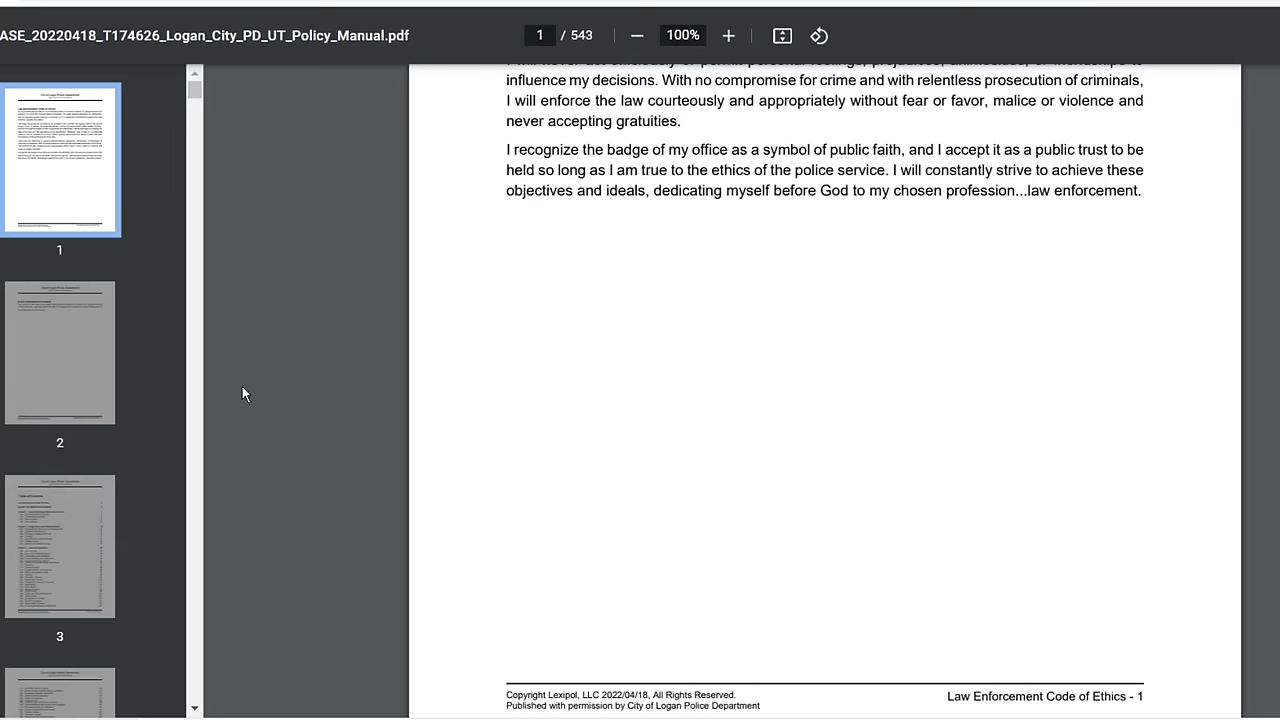 ASE_20220418_T174626_Logan_City_PD_UT_Policy_Manual.pdf
1 / 543
100%
influence my decisions. With no compromise for crime and with relentless prosecution of criminals,
I will enforce the law courteously and appropriately without fear or favor, malice or violence and
never accepting gratuities.
I recognize the badge of my office as a symbol of public faith, and I accept it as a public trust to be
held so long as I am true to the ethics of the police service. I will constantly strive to achieve these
objectives and ideals, dedicating myself before God to my chosen profession...law enforcement.
1
2
3
Copyright Lexipol, LLC 2022/04/18, All Rights Reserved.
Published with permission by City of Logan Police Department
Law Enforcement Code of Ethics - 1